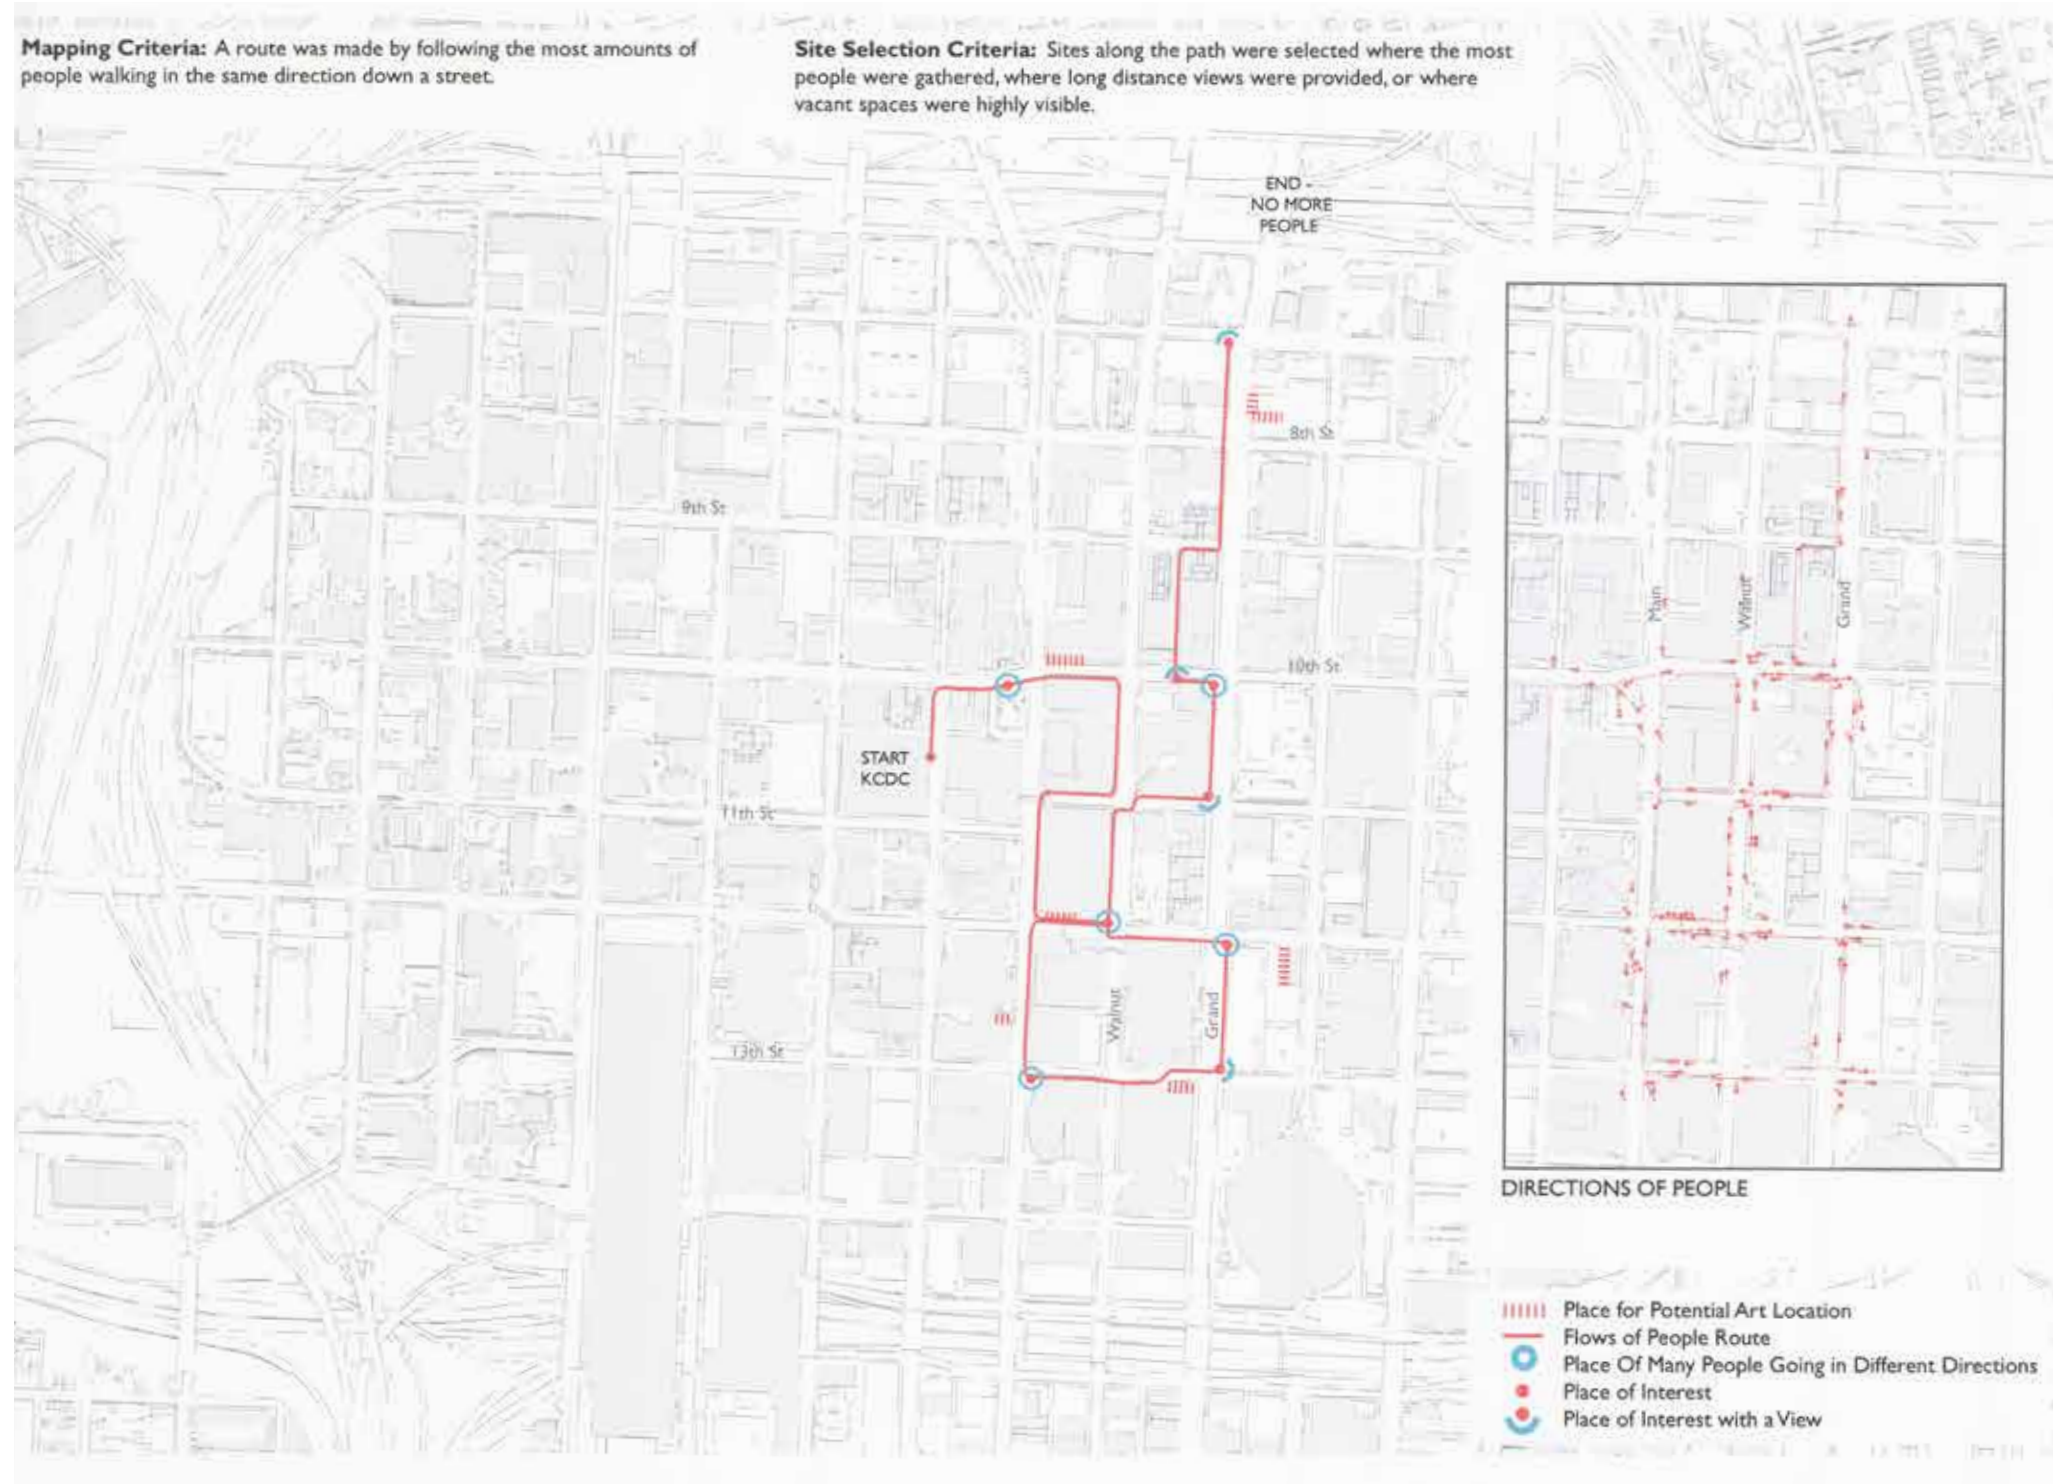 Mapping Criteria: A route was made by following the most amounts of
people walking in the same direction down a street.
Site Selection Criteria: Sites along the path were selected where the most
people were gathered, where long distance views were provided, or where
vacant spaces were highly visible.
END -
NO MORE
PEOPLE
8th St
9th St
10th St
START
KCDC
11th St
Walnut
Grand
13th St
Main
Walnut
Grand
DIRECTIONS OF PEOPLE
Place for Potential Art Location
Flows of People Route
Place Of Many People Going in Different Directions
Place of Interest
Place of Interest with a View